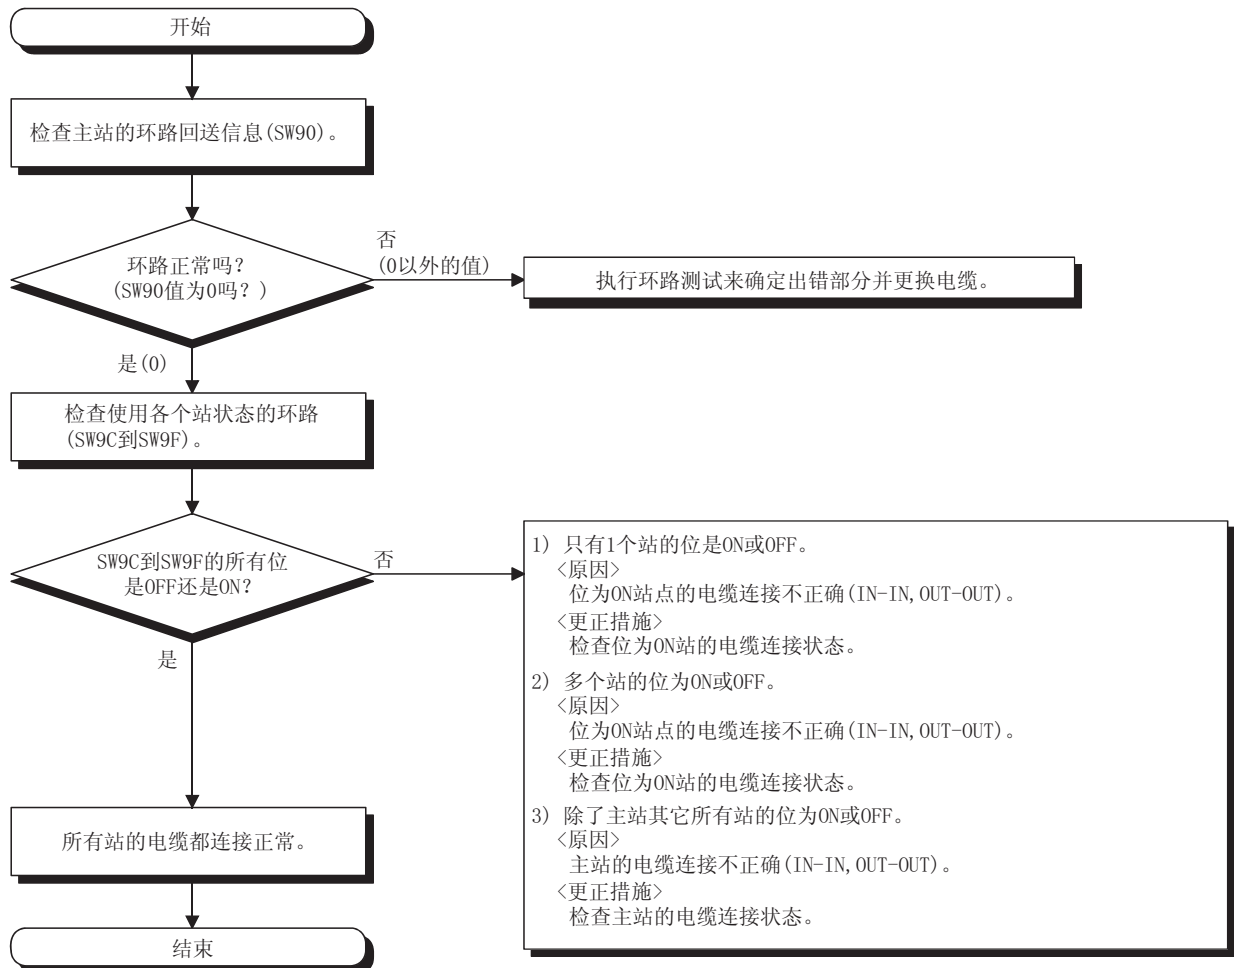 开始
检查主站的环路回送信息(SW90)。
环路正常吗?
(SW90值为0吗?)
否
(0以外的值)
执行环路测试来确定出错部分并更换电缆。
是(0)
检查使用各个站状态的环路
(SW9C到SW9F)。
SW9C到SW9F的所有位
是OFF还是ON?
否
是
1) 只有1个站的位是ON或OFF。
<原因>
位为ON站点的电缆连接不正确(IN-IN,OUT-OUT)。
<更正措施>
检查位为ON站的电缆连接状态。
2) 多个站的位为ON或OFF。
<原因>
位为ON站点的电缆连接不正确(IN-IN,OUT-OUT)。
<更正措施>
检查位为ON站的电缆连接状态。
3) 除了主站其它所有站的位为ON或OFF。
<原因>
主站的电缆连接不正确(IN-IN,OUT-OUT)。
<更正措施>
检查主站的电缆连接状态。
所有站的电缆都连接正常。
结束